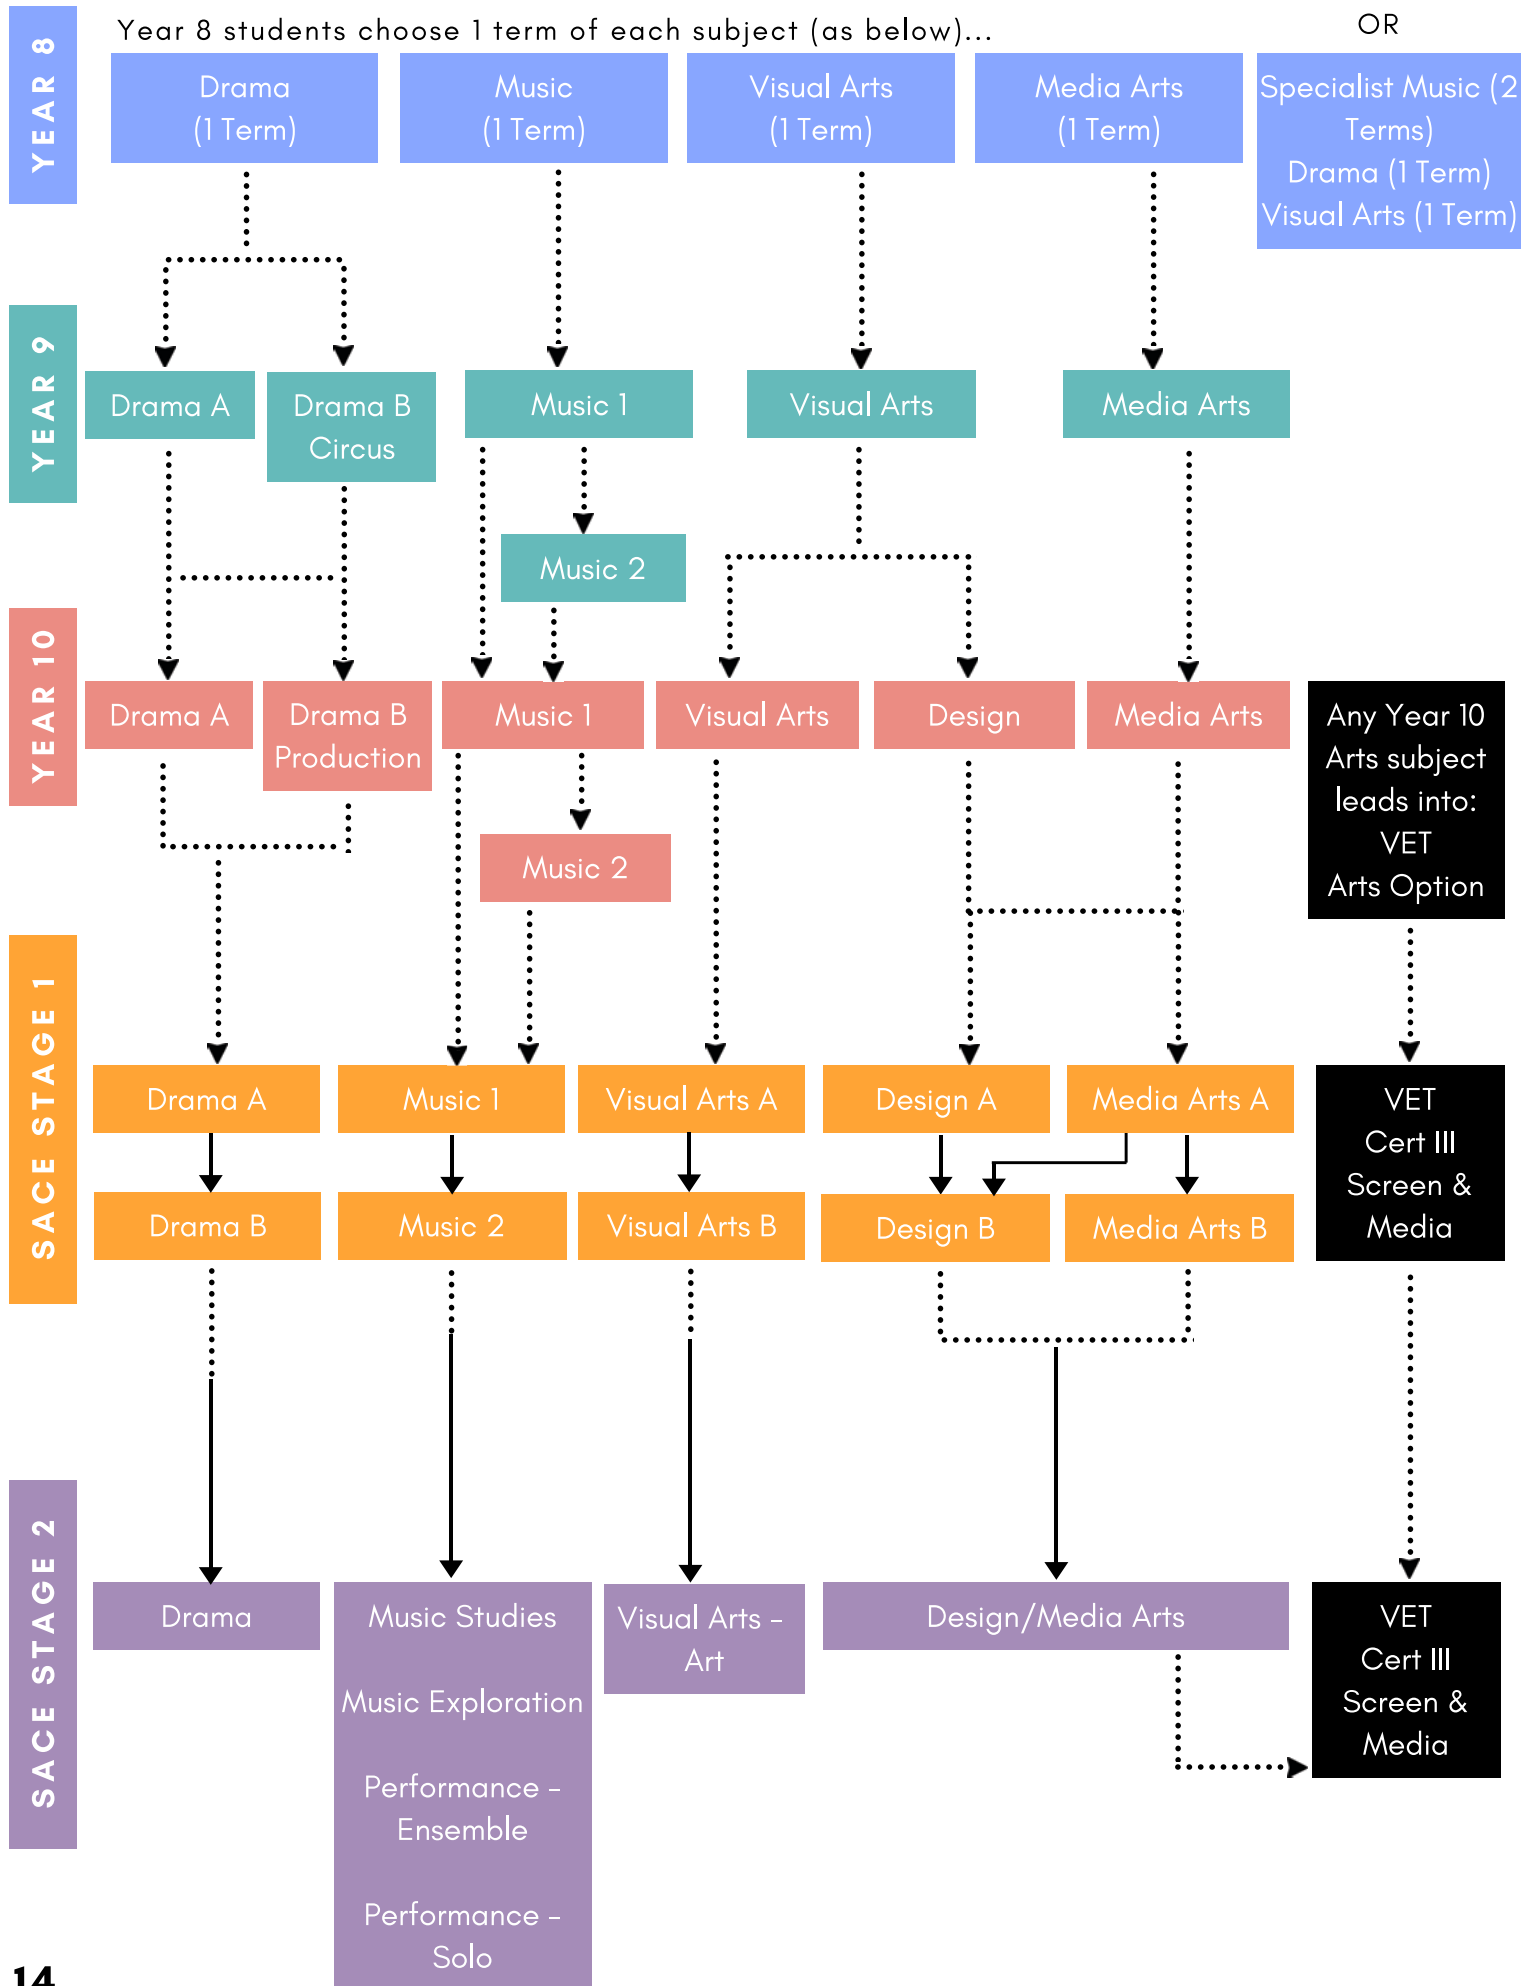 Year 8 students choose 1 term of each subject (as below)...
OR
YEAR 8
Drama
(1 Term)
Music
(1 Term)
Visual Arts
(1 Term)
Media Arts
(1 Term)
Specialist Music (2
Terms)
Drama (1 Term)
Visual Arts (1 Term)
YEAR 9
Drama A
Drama B
Circus
Music 1
Visual Arts
Media Arts
Music 2
YEAR 10
Drama A
Drama B
Production
Music 1
Visual Arts
Design
Media Arts
Any Year 10
Arts subject
leads into:
VET
Arts Option
Music 2
SACE STAGE 1
Drama A
Music 1
Visual Arts A
Design A
Media Arts A
VET
Cert III
Screen &
Media
Drama B
Music 2
Visual Arts B
Design B
Media Arts B
SACE STAGE 2
Drama
Music Studies
Music Exploration
Performance -
Ensemble
Performance -
Solo
Visual Arts -
Art
Design/Media Arts
VET
Cert III
Screen &
Media
14